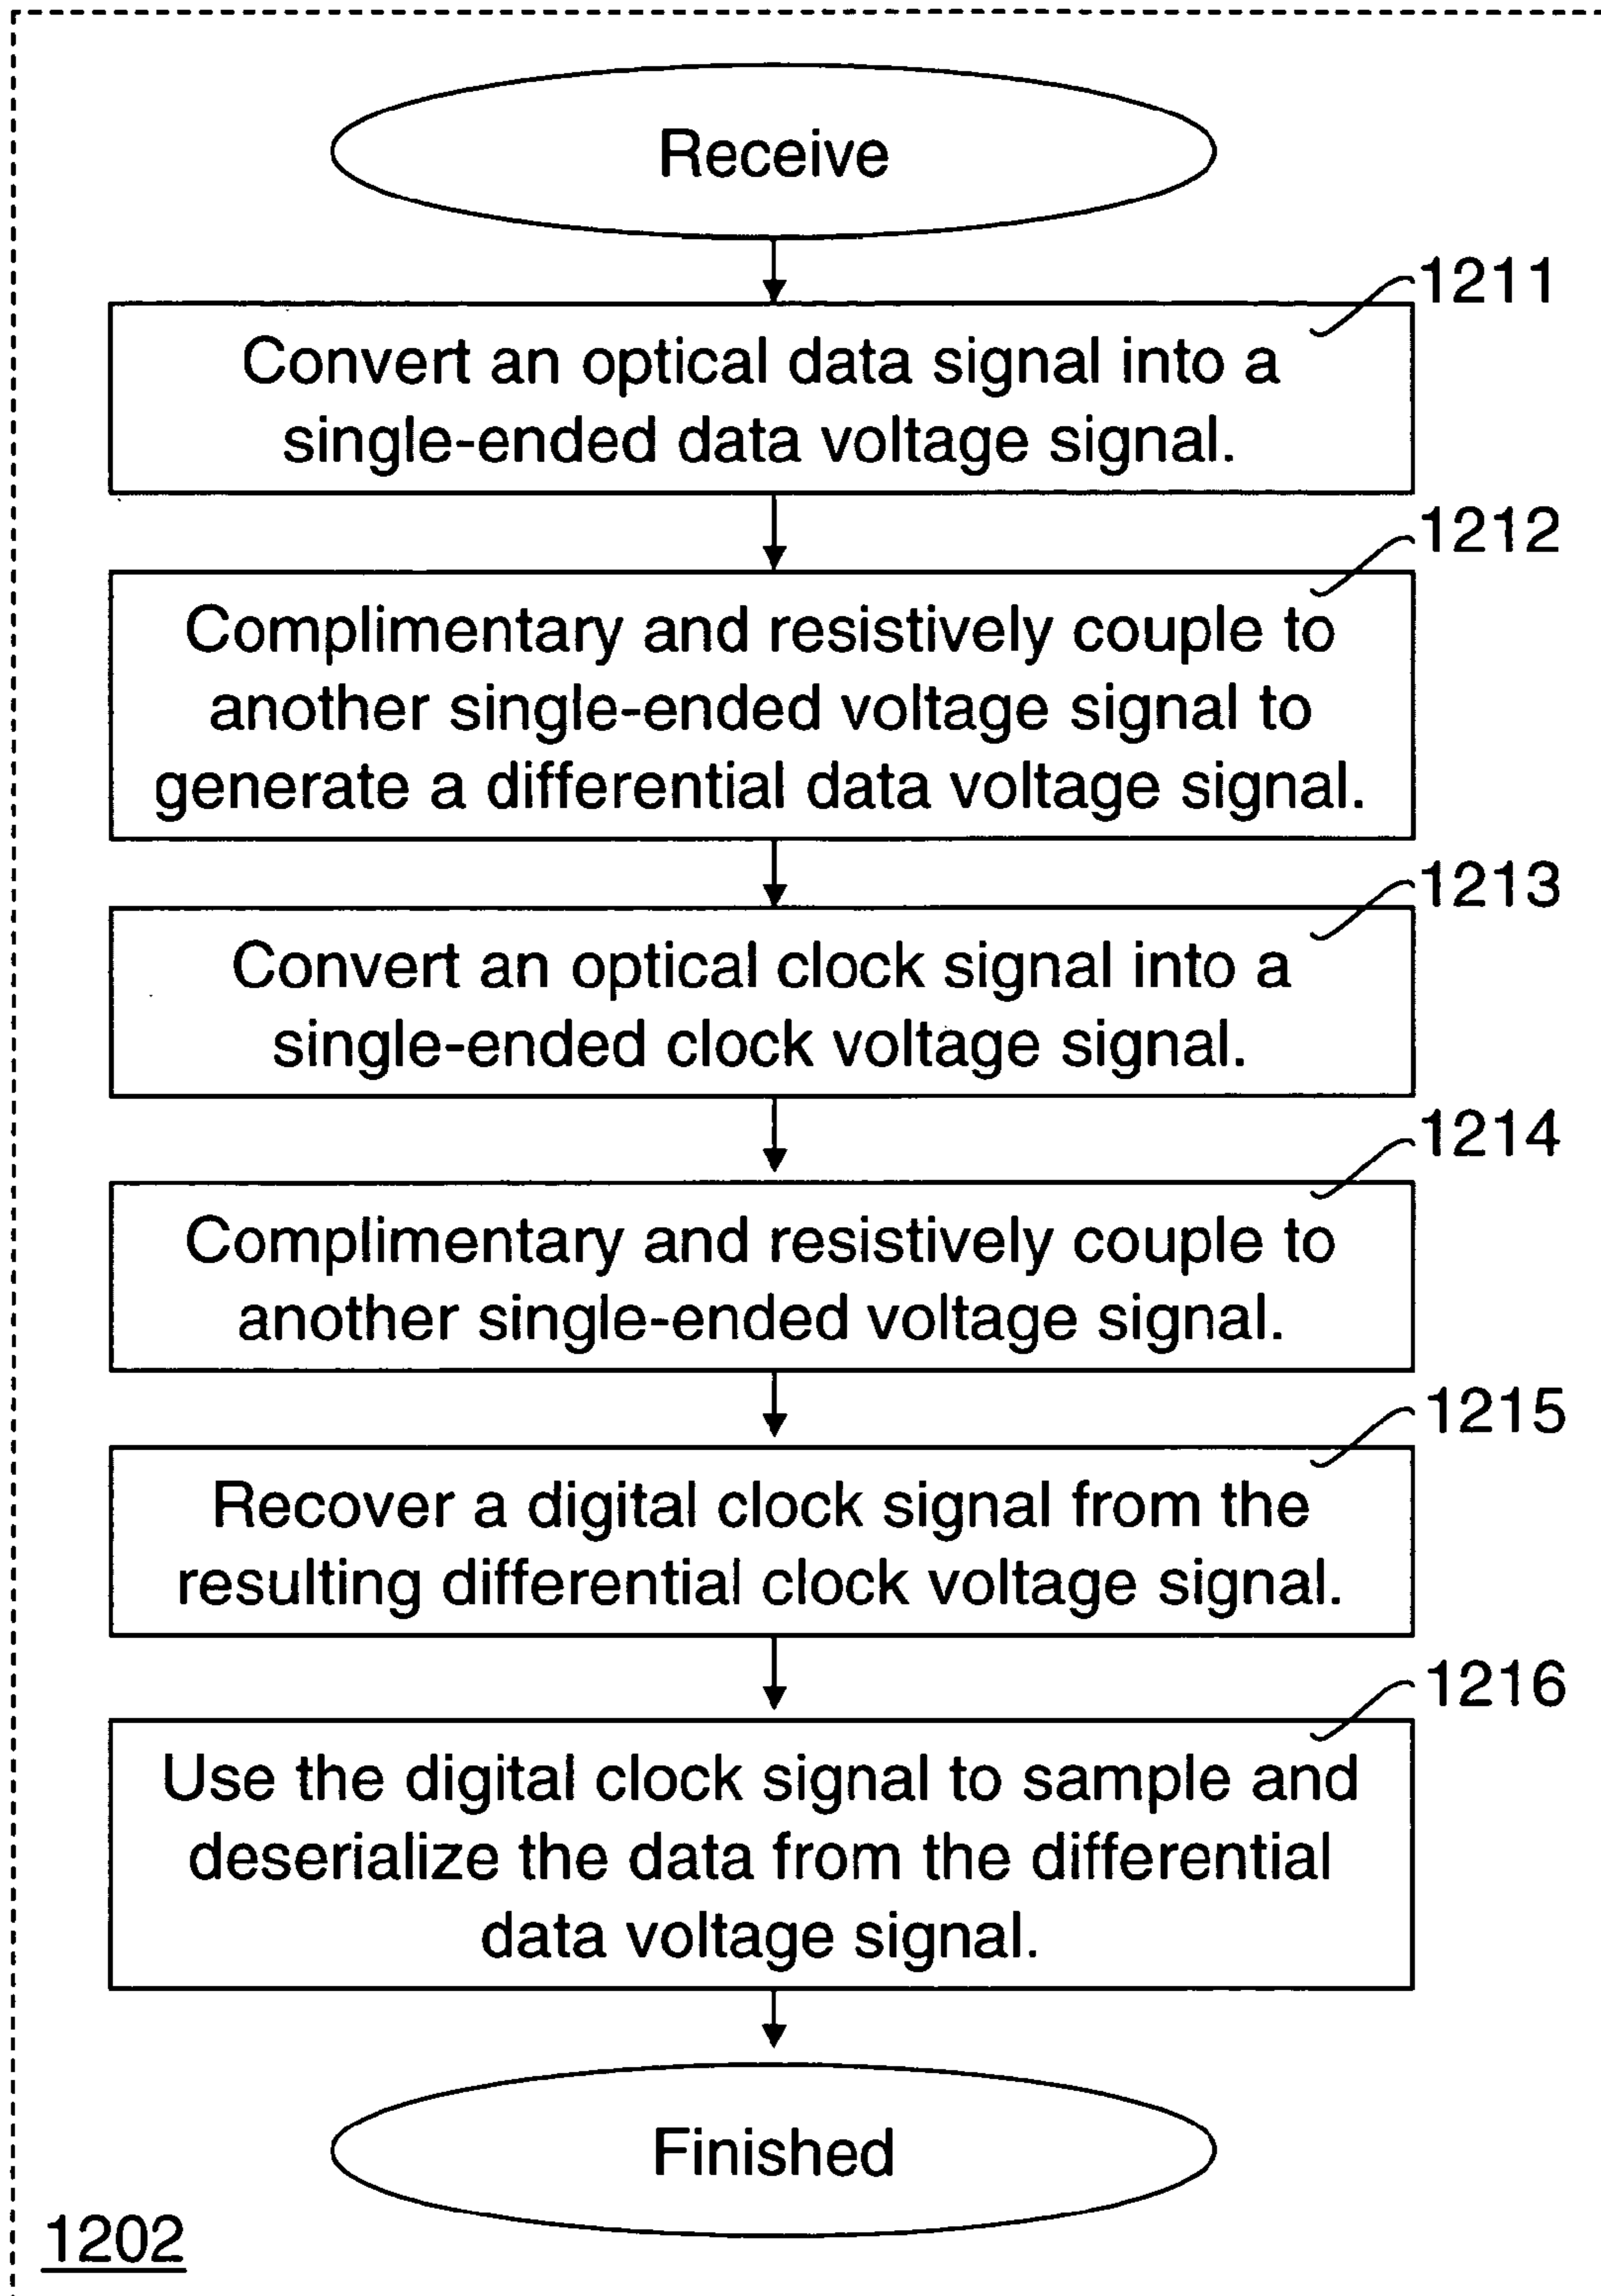 Receive
1211
Convert an optical data signal into a
single-ended data voltage signal.
1212
Complimentary and resistively couple to
another single-ended voltage signal to
generate a differential data voltage signal.
1213
Convert an optical clock signal into a
single-ended clock voltage signal.
1214
Complimentary and resistively couple to
another single-ended voltage signal.
1215
Recover a digital clock signal from the
resulting differential clock voltage signal.
1216
Use the digital clock signal to sample and
deserialize the data from the differential
data voltage signal.
Finished
1202